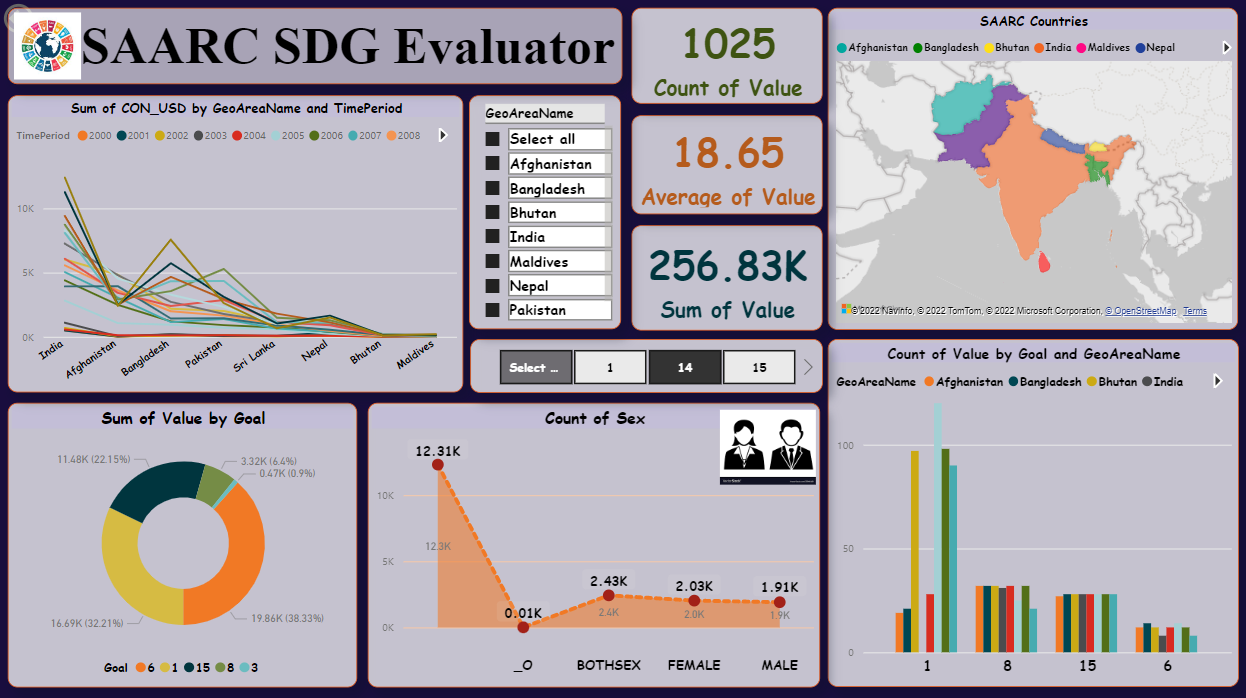 SAARC SDG Evaluator
1025
Count of Value
18.65
Average of Value
256.83K
Sum of Value
SAARC Countries
Afghanistan Bangladesh Bhutan India Maldives Nepal
© 2022 NavInfo, © 2022 TomTom, © 2022 Microsoft Corporation, © OpenStreetMap Terms
Sum of CON_USD by GeoAreaName and TimePeriod
TimePeriod 2000 2001 2002 2003 2004 2005 2006 2007 2008
10K
5K
0K
India Afghanistan Bangladesh Pakistan Sri Lanka Nepal Bhutan Maldives
GeoAreaName
Select all
Afghanistan
Bangladesh
Bhutan
India
Maldives
Nepal
Pakistan
Select ... 1 14 15
Sum of Value by Goal
11.48K (22.15%)
3.32K (6.4%)
0.47K (0.9%)
16.69K (32.21%)
19.86K (38.33%)
Goal 6 1 15 8 3
Count of Sex
12.31K
10K
12.3K
5K
0.01K
2.43K
2.03K
1.91K
2.4K
2.0K
1.9K
0K
_O BOTHSEX FEMALE MALE
Count of Value by Goal and GeoAreaName
GeoAreaName Afghanistan Bangladesh Bhutan India
100
50
0
1 8 15 6